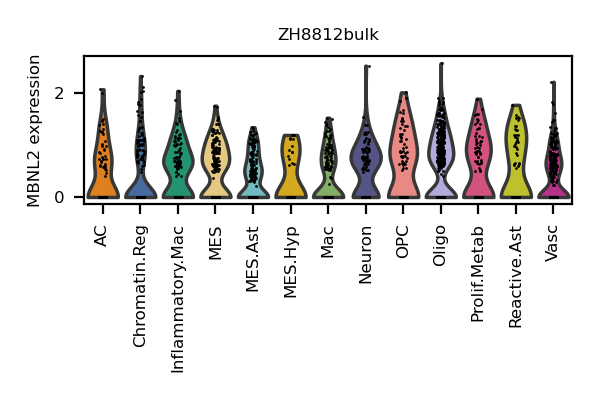 ZH8812bulk
MBNL2 expression
2
0
AC
Chromatin.Reg
Inflammatory.Mac
MES
MES.Ast
MES.Hyp
Mac
Neuron
OPC
Oligo
Prolif.Metab
Reactive.Ast
Vasc